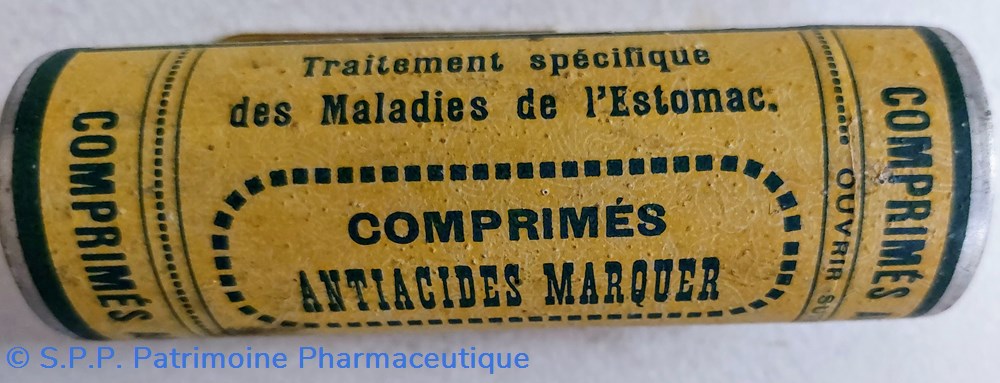 Traitement spécifique
des Maladies de l'Estomac.
COMPRIMÉS
ANTIACIDES MARQUER
COMPRIMÉS
OUVRIR
COMPRIMÉS
© S.P.P. Patrimoine Pharmaceutique